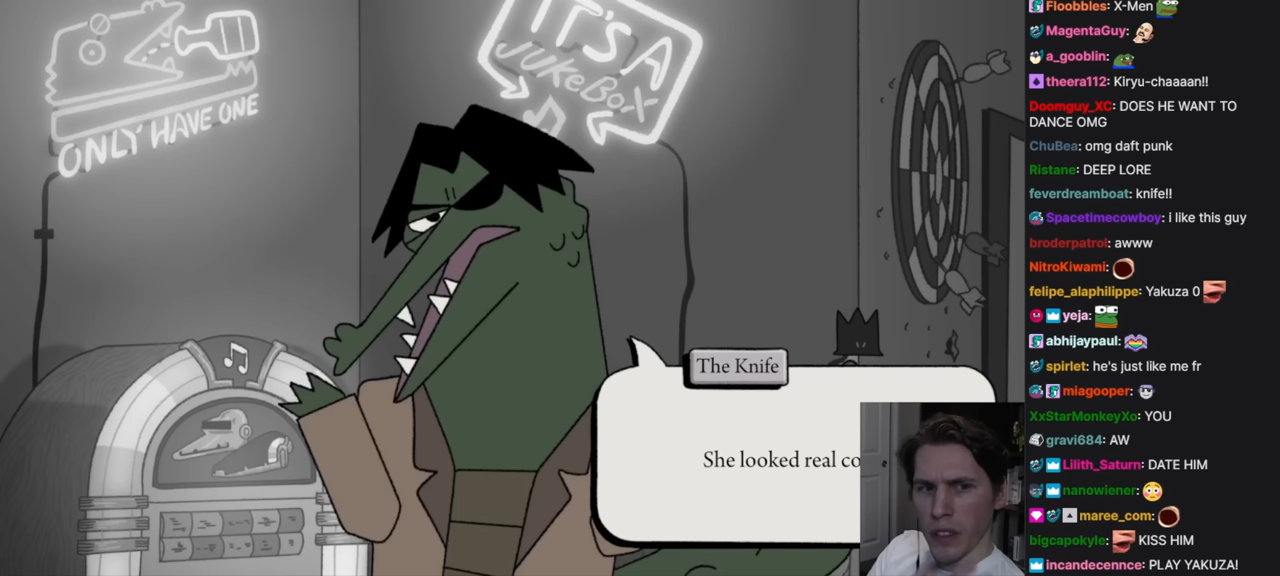 ONLY HAVE ONE
IT'S A
JUKEBOX
The Knife
She looked real co
Floobbles: X-Men
MagentaGuy:
a_gooblin:
theera112: Kiryu-chaaaan!!
Doomguy_XC: DOES HE WANT TO
DANCE OMG
ChuBea: omg daft punk
Ristane: DEEP LORE
feverdreamboat: knife!!
Spacetimecowboy: i like this guy
broderpatrol: awww
NitroKiwami:
felipe_alaphilippe: Yakuza 0
yeja:
abhijaypaul:
spirlet: he's just like me fr
miagooper:
XxStarMonkeyXo: YOU
gravi684: AW
Lilith_Saturn: DATE HIM
nanowiener:
maree_com:
bigcapokyle: KISS HIM
incandecennce: PLAY YAKUZA!